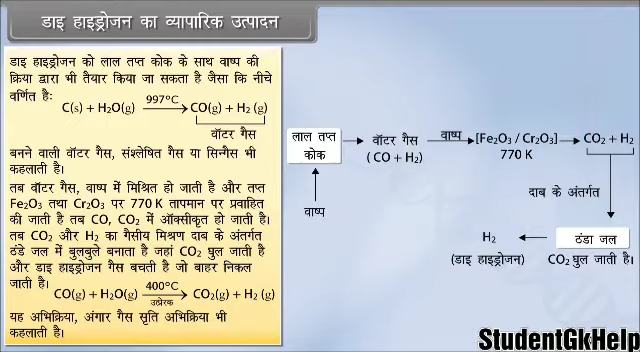 डाइ हाइड्रोजन का व्यापारिक उत्पादन
डाइ हाइड्रोजन को लाल तप्त कोक के साथ वाष्प की
क्रिया द्वारा भी तैयार किया जा सकता है जैसा कि नीचे
वर्णित है:
C(s) + H₂O(g) 997°C→ CO(g) + H₂ (g)
वॉटर गैस
बनने वाली वॉटर गैस, संश्लेषित गैस या सिन्गैस भी
कहलाती है।
तब वॉटर गैस, वाष्प में मिश्रित हो जाती है और तप्त
Fe₂O₃ तथा Cr₂O₃ पर 770 K तापमान पर प्रवाहित
की जाती है तब CO, CO₂ में ऑक्सीकृत हो जाती है।
तब CO₂ और H₂ का गैसीय मिश्रण दाब के अंतर्गत
ठंडे जल में बुलबुले बनाता है जहां CO₂ घुल जाती है
और डाइ हाइड्रोजन गैस बचती है जो बाहर निकल
जाती है।
CO(g) + H₂O(g) 400°C→ CO₂(g) + H₂ (g)
उत्प्रेरक
यह अभिक्रिया, अंगार गैस सृति अभिक्रिया भी
कहलाती है।
लाल तप्त
कोक
वाष्प
वॉटर गैस
(CO + H₂)
वाष्प
[Fe₂O₃ / Cr₂O₃]
770 K
CO₂ + H₂
दाब के अंतर्गत
ठंडा जल
CO₂ घुल जाती है।
H₂
(डाइ हाइड्रोजन)
StudentGkHelp